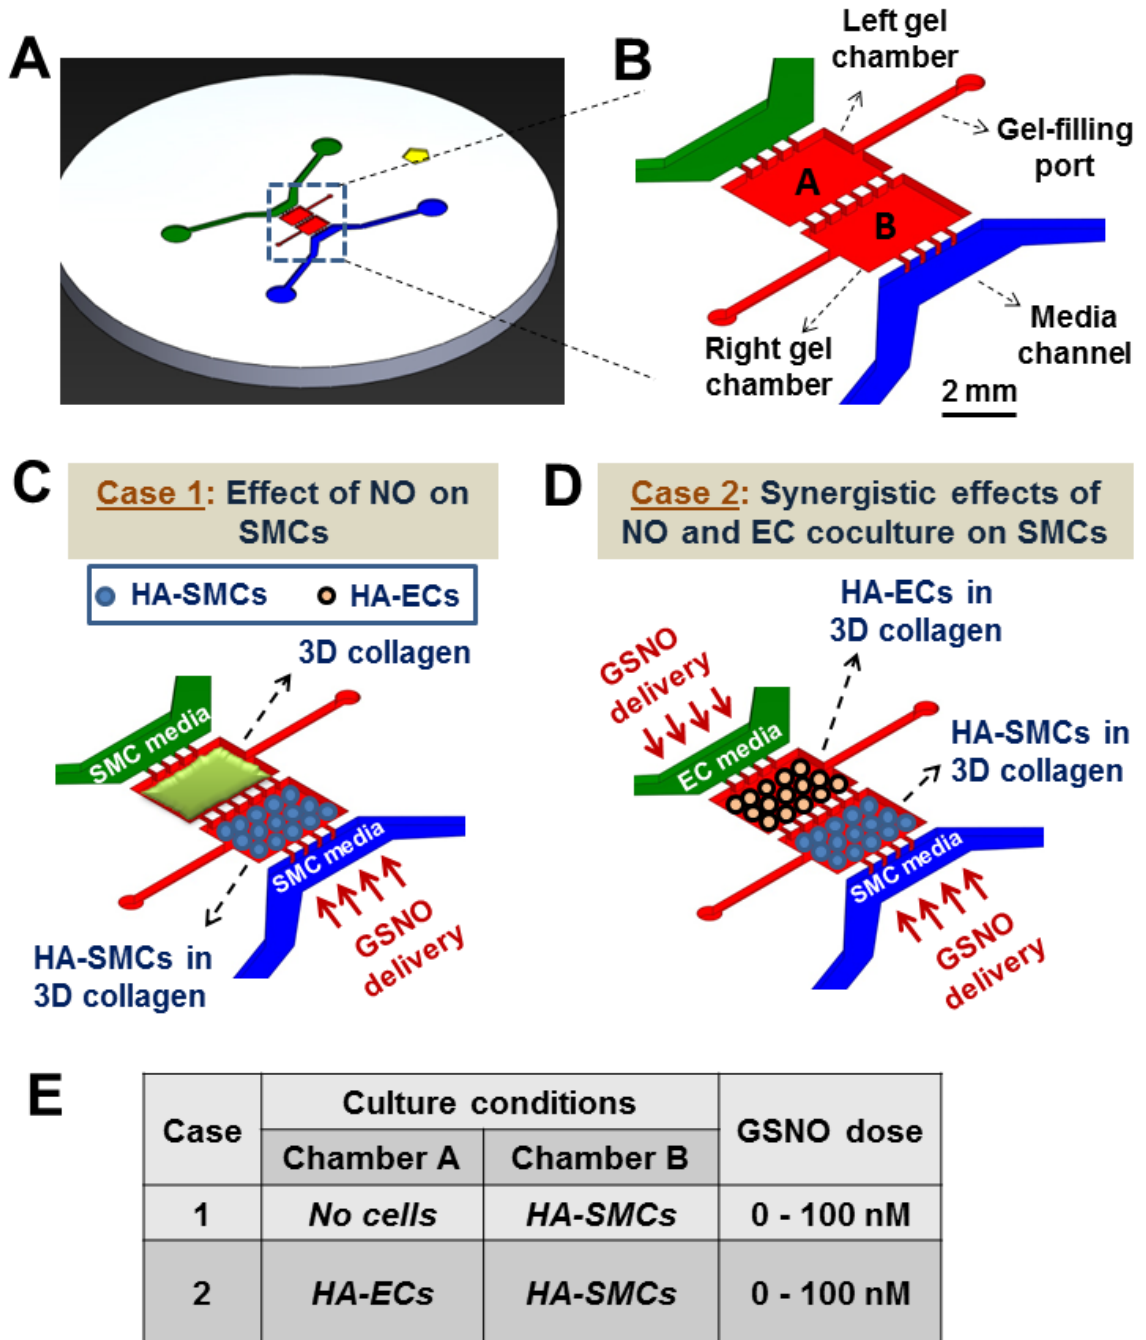 A
B
Left gel
chamber
Gel-filling
port
A
B
Right gel
chamber
Media
channel
2 mm
C
Case 1: Effect of NO on
SMCs
HA-SMCs
HA-ECs
3D collagen
SMC media
SMC media
GSNO
delivery
HA-SMCs in
3D collagen
D
Case 2: Synergistic effects of
NO and EC coculture on SMCs
HA-ECs in
3D collagen
GSNO
delivery
EC media
HA-SMCs in
3D collagen
SMC media
GSNO
delivery
E
Case
Culture conditions
GSNO dose
Chamber A
Chamber B
1
No cells
HA-SMCs
0 - 100 nM
2
HA-ECs
HA-SMCs
0 - 100 nM